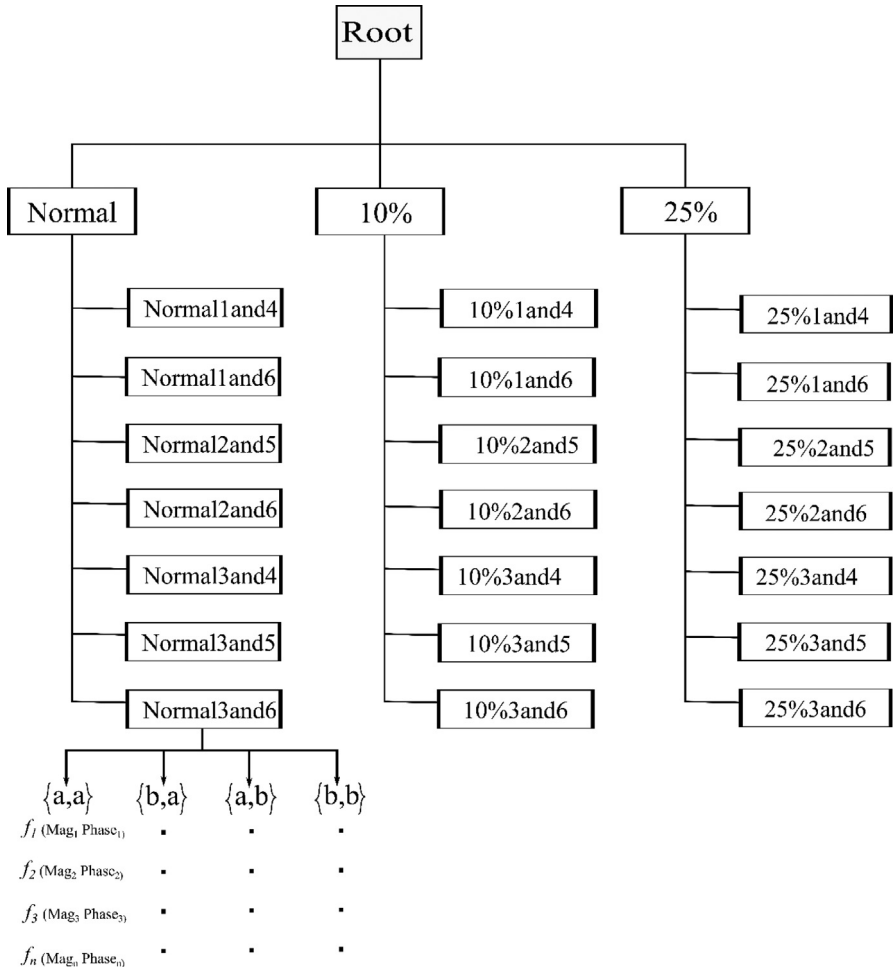 Root
Normal 10% 25%
Normal1and4 10%1and4 25%1and4
Normal1and6 10%1and6 25%1and6
Normal2and5 10%2and5 25%2and5
Normal2and6 10%2and6 25%2and6
Normal3and4 10%3and4 25%3and4
Normal3and5 10%3and5 25%3and5
Normal3and6 10%3and6 25%3and6
{a,a} {b,a} {a,b} {b,b}
f₁ (Mag₁ Phase₁)
f₂ (Mag₂ Phase₂)
f₃ (Mag₃ Phase₃)
fₙ (Magₙ Phaseₙ)